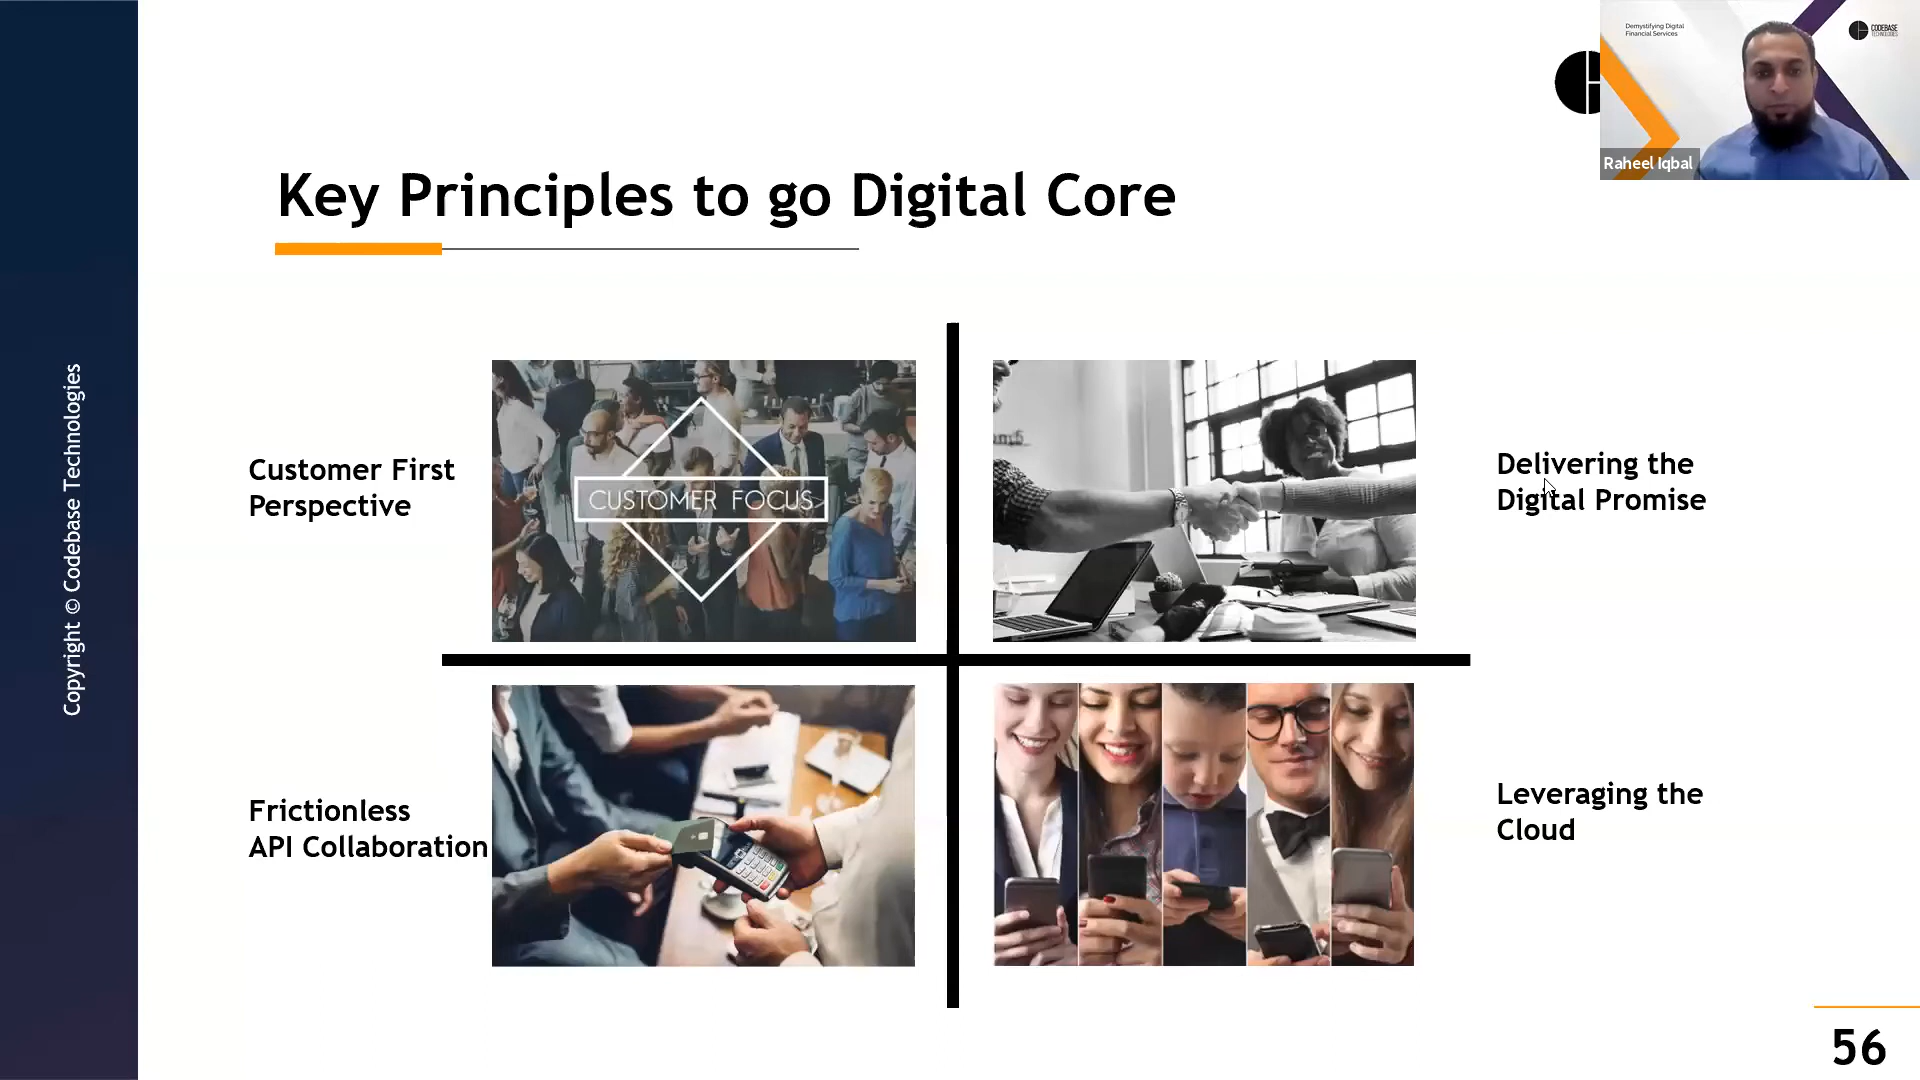 Demystifying Digital
Financial Services
CODEBASE
TECHNOLOGIES
Raheel Iqbal
Key Principles to go Digital Core
Copyright © Codebase Technologies
Customer First
Perspective
CUSTOMER FOCUS
Delivering the
Digital Promise
Frictionless
API Collaboration
Leveraging the
Cloud
56